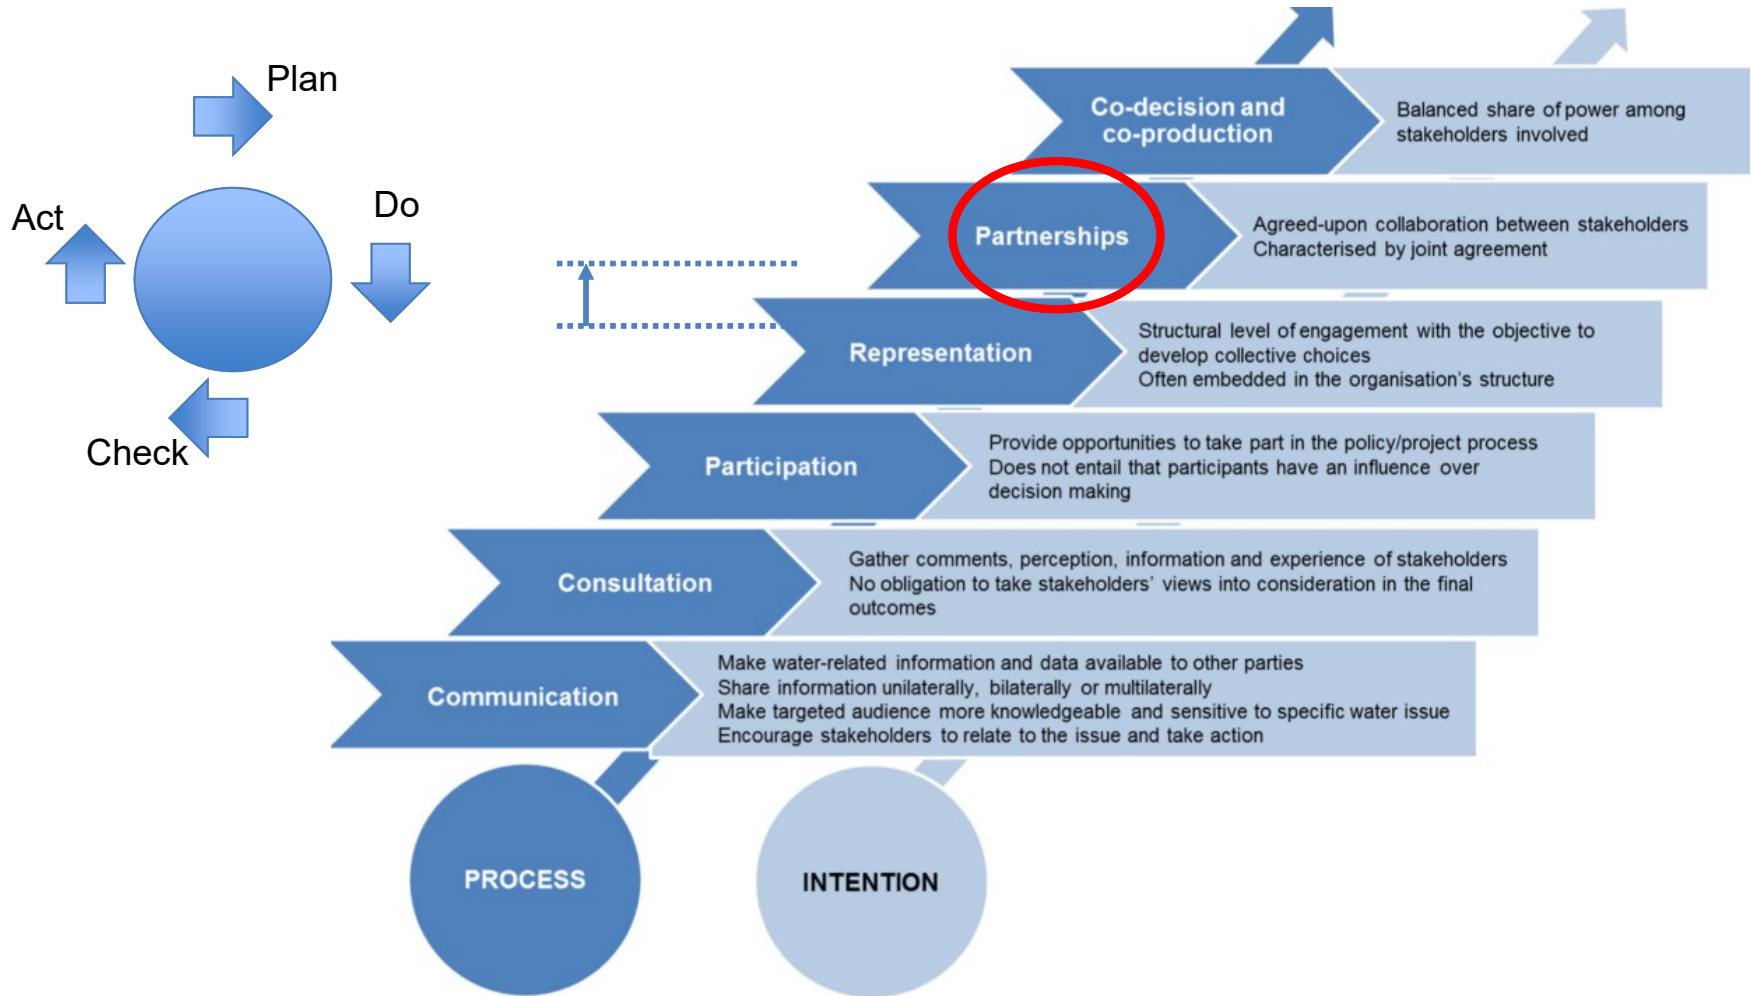 Plan
Do
Act
Check
Co-decision and
co-production
Balanced share of power among
stakeholders involved
Partnerships
Agreed-upon collaboration between stakeholders
Characterised by joint agreement
Representation
Structural level of engagement with the objective to
develop collective choices
Often embedded in the organisation's structure
Participation
Provide opportunities to take part in the policy/project process
Does not entail that participants have an influence over
decision making
Consultation
Gather comments, perception, information and experience of stakeholders
No obligation to take stakeholders' views into consideration in the final
outcomes
Communication
Make water-related information and data available to other parties
Share information unilaterally, bilaterally or multilaterally
Make targeted audience more knowledgeable and sensitive to specific water issue
Encourage stakeholders to relate to the issue and take action
PROCESS
INTENTION